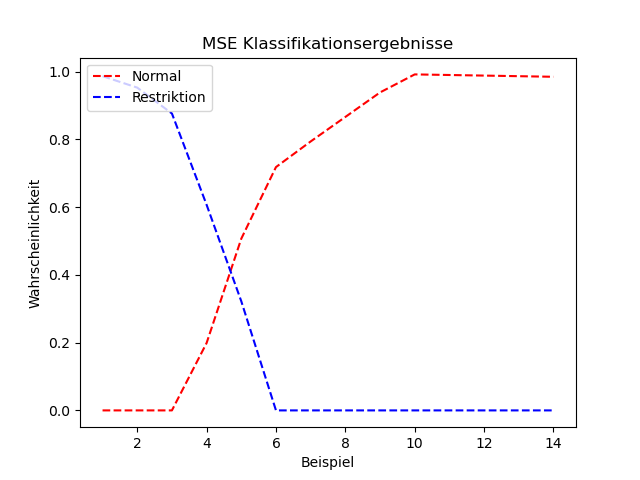 MSE Klassifikationsergebnisse
Normal
Restriktion
Wahrscheinlichkeit
1.0
0.8
0.6
0.4
0.2
0.0
2 4 6 8 10 12 14
Beispiel